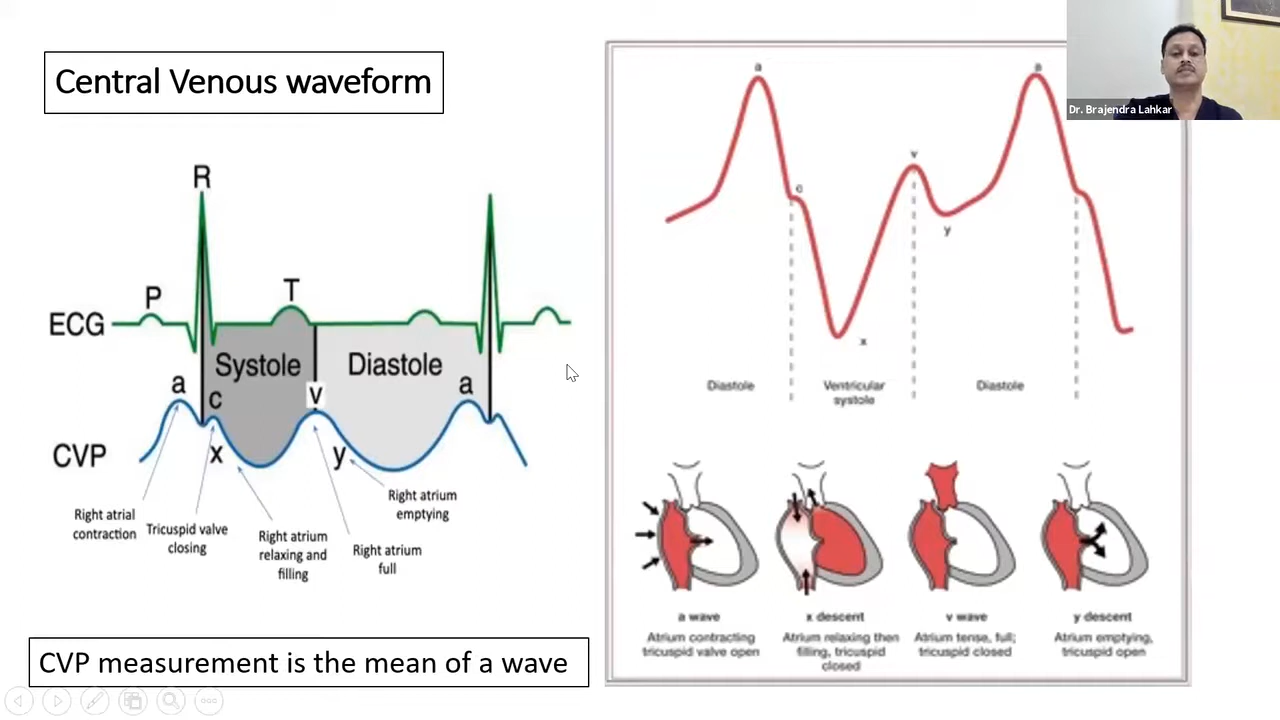 Central Venous waveform
R
P
T
ECG
Systole
Diastole
a
c
v
a
CVP
x
y
Right atrial
contraction
Tricuspid valve
closing
Right atrium
relaxing and
filling
Right atrium
full
Right atrium
emptying
CVP measurement is the mean of a wave
a
c
v
x
y
a
Diastole
Ventricular
systole
Diastole
a wave
Atrium contracting
tricuspid valve open
x descent
Atrium relaxing then
filling, tricuspid
closed
v wave
Atrium tense, full;
tricuspid closed
y descent
Atrium emptying,
tricuspid open
Dr. Brajendra Lahkar